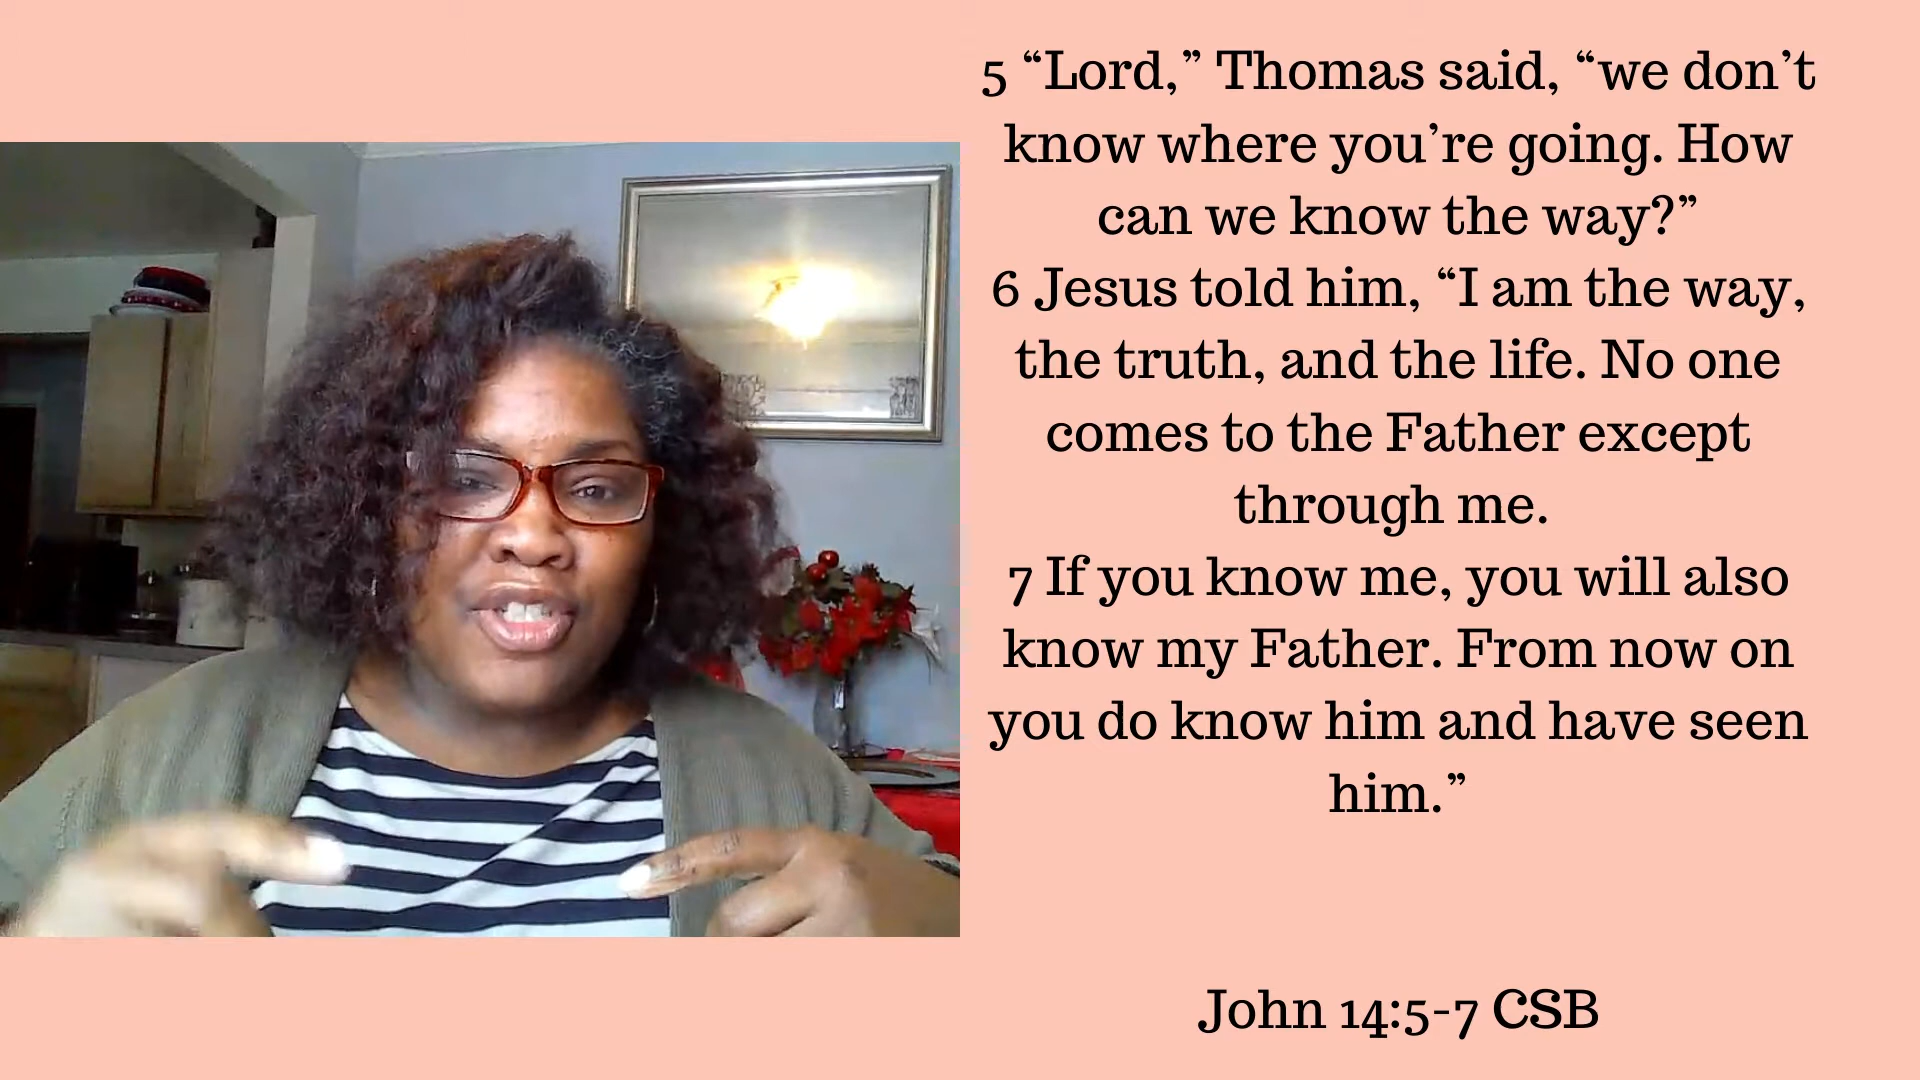 5 “Lord,” Thomas said, “we don’t
know where you’re going. How
can we know the way?”
6 Jesus told him, “I am the way,
the truth, and the life. No one
comes to the Father except
through me.
7 If you know me, you will also
know my Father. From now on
you do know him and have seen
him.”
John 14:5-7 CSB